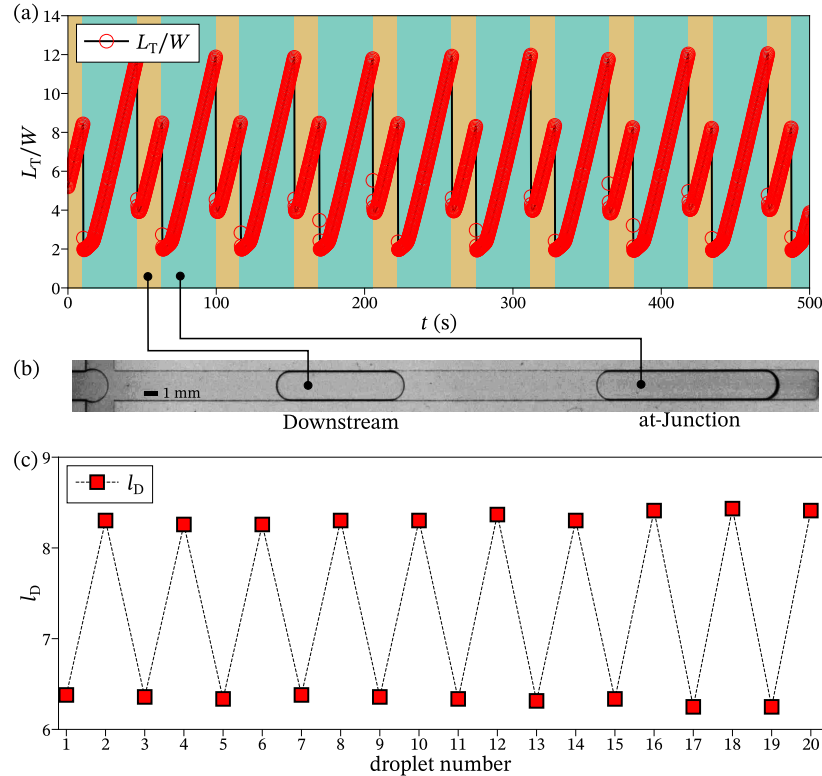 (a)
14
12
10
8
6
4
2
0
L_T/W
L_T/W
0
100
200
300
400
500
t (s)
(b)
1 mm
Downstream
at-Junction
(c)
9
8
7
6
l_D
l_D
1 2 3 4 5 6 7 8 9 10 11 12 13 14 15 16 17 18 19 20
droplet number